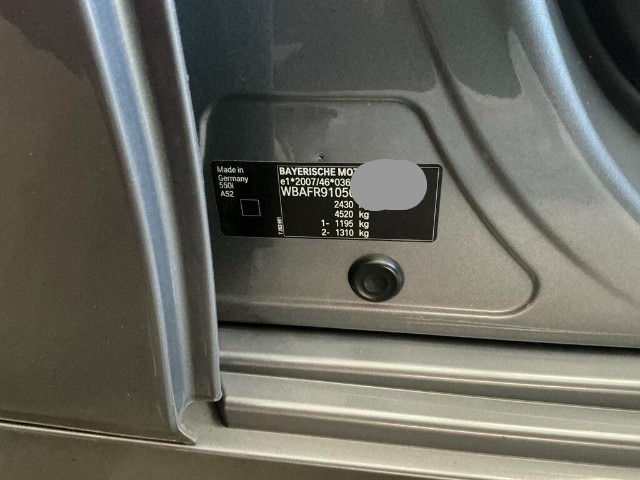 Made in
Germany
550i
A52
BAYERISCHE MOT
e1*2007/46*036
WBAFR9105
2430
4520 kg
1- 1195 kg
2- 1310 kg